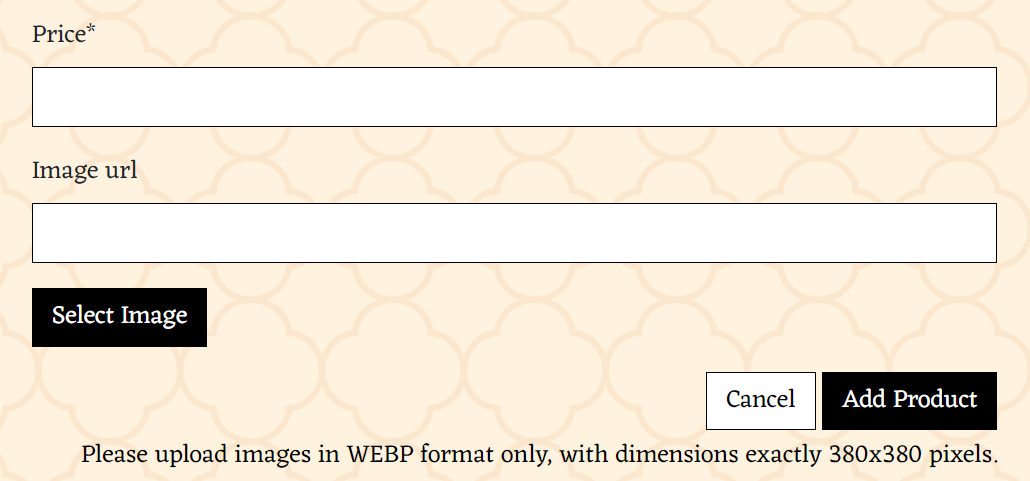 Price*
Image url
Select Image
Cancel Add Product
Please upload images in WEBP format only, with dimensions exactly 380x380 pixels.